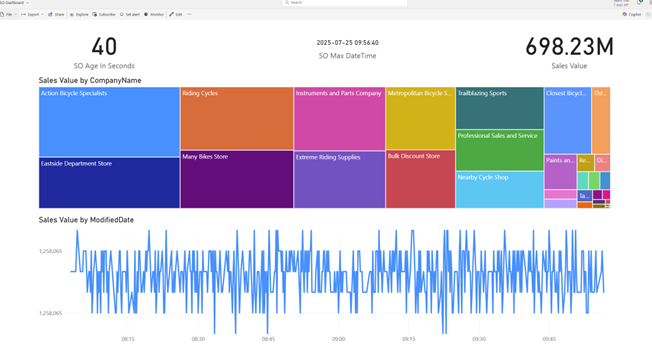 SO Dashboard
Search
File
Export
Share
Explore
Subscribe
Set alert
Monitor
Edit
...
Copilot
40
SO Age In Seconds
2025-07-25 09:56:40
SO Max DateTime
698.23M
Sales Value
Sales Value by CompanyName
Action Bicycle Specialists
Riding Cycles
Instruments and Parts Company
Metropolitan Bicycle S...
Trailblazing Sports
Closest Bicycl...
Thri...
Professional Sales and Service
Many Bikes Store
Extreme Riding Supplies
Bulk Discount Store
Paints an...
Re...
Di...
Eastside Department Store
Nearby Cycle Shop
Ta...
Sales Value by ModifiedDate
1,258,065
1,258,065
08:15
08:30
08:45
09:00
09:15
09:30
09:45